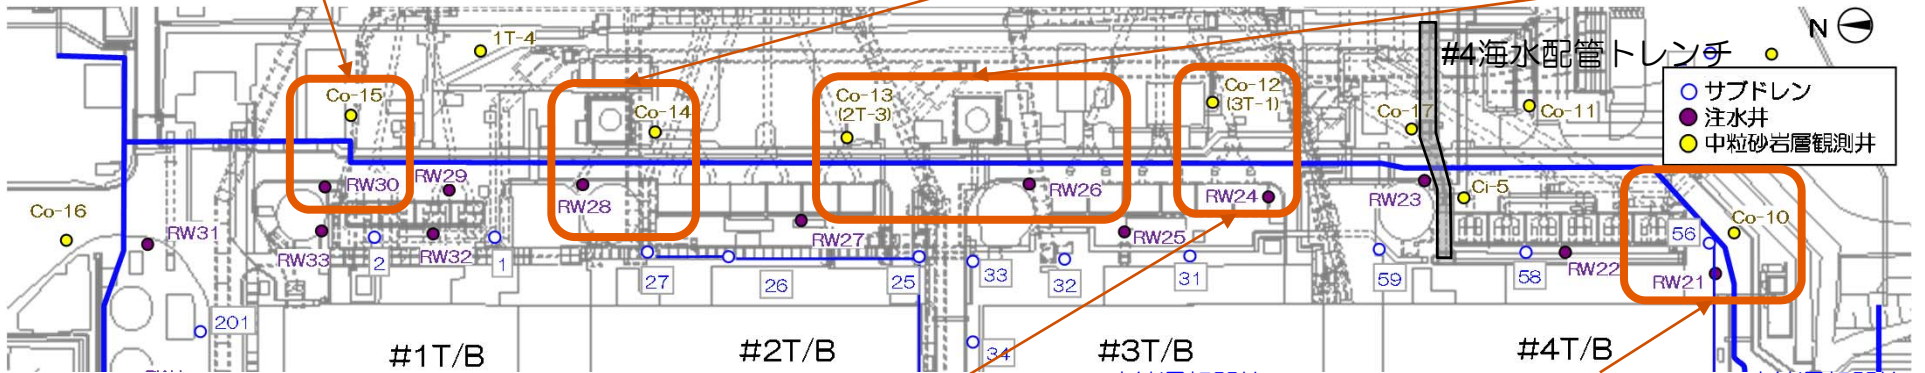 1T-4
N
#4海水配管トレンチ
Co-15
Co-14
Co-13
(2T-3)
Co-12
(3T-1)
Co-17
Co-11
サブドレン
注水井
中粒砂岩層観測井
RW30
RW29
RW28
RW26
RW24
RW23
Ci-5
Co-16
RW31
RW33
2
RW32
1
RW27
RW25
56
Co-10
27
26
25
33
32
31
59
58
RW22
RW21
201
34
#1T/B
#2T/B
#3T/B
#4T/B